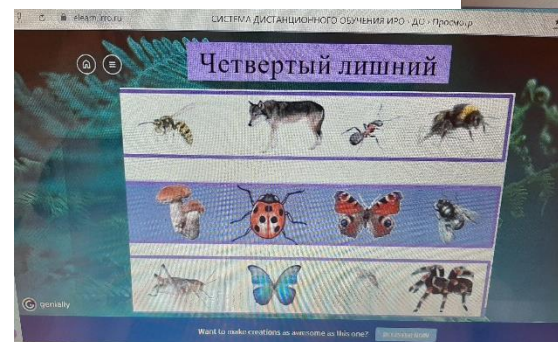 elearn.irro.ru
СИСТЕМА ДИСТАНЦИОННОГО ОБУЧЕНИЯ ИРО - ДО - Просмотр
Четвертый лишний
genially
Want to make creations as awesome as this one?